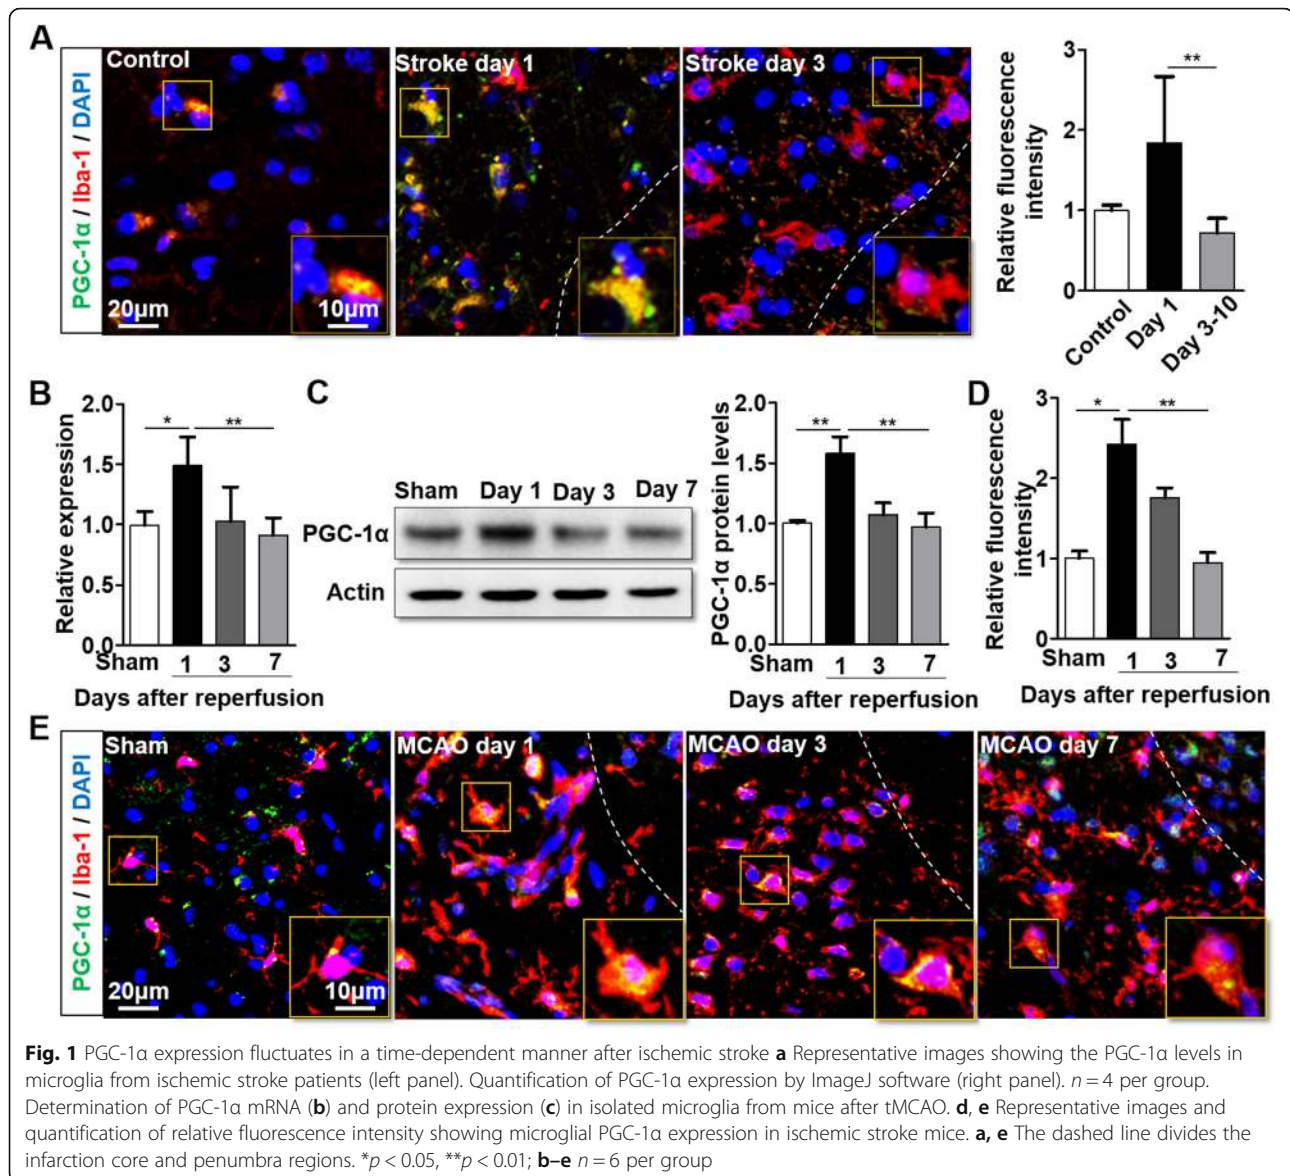 A
PGC-1α / Iba-1 / DAPI
Control
20μm
10μm
Stroke day 1
Stroke day 3
Relative fluorescence
intensity
3
2
1
0
**
Control
Day 1
Day 3-10
B
Relative expression
2.0
1.5
1.0
0.5
0.0
*
**
Sham
1
3
7
Days after reperfusion
C
Sham
Day 1
Day 3
Day 7
PGC-1α
Actin
PGC-1α protein levels
2.0
1.5
1.0
0.5
0.0
**
**
Sham
1
3
7
Days after reperfusion
D
Relative fluorescence
intensity
3
2
1
0
*
**
Sham
1
3
7
Days after reperfusion
E
PGC-1α / Iba-1 / DAPI
Sham
20μm
10μm
MCAO day 1
MCAO day 3
MCAO day 7
Fig. 1 PGC-1α expression fluctuates in a time-dependent manner after ischemic stroke a Representative images showing the PGC-1α levels in
microglia from ischemic stroke patients (left panel). Quantification of PGC-1α expression by ImageJ software (right panel). n = 4 per group.
Determination of PGC-1α mRNA (b) and protein expression (c) in isolated microglia from mice after tMCAO. d, e Representative images and
quantification of relative fluorescence intensity showing microglial PGC-1α expression in ischemic stroke mice. a, e The dashed line divides the
infarction core and penumbra regions. *p < 0.05, **p < 0.01; b–e n = 6 per group